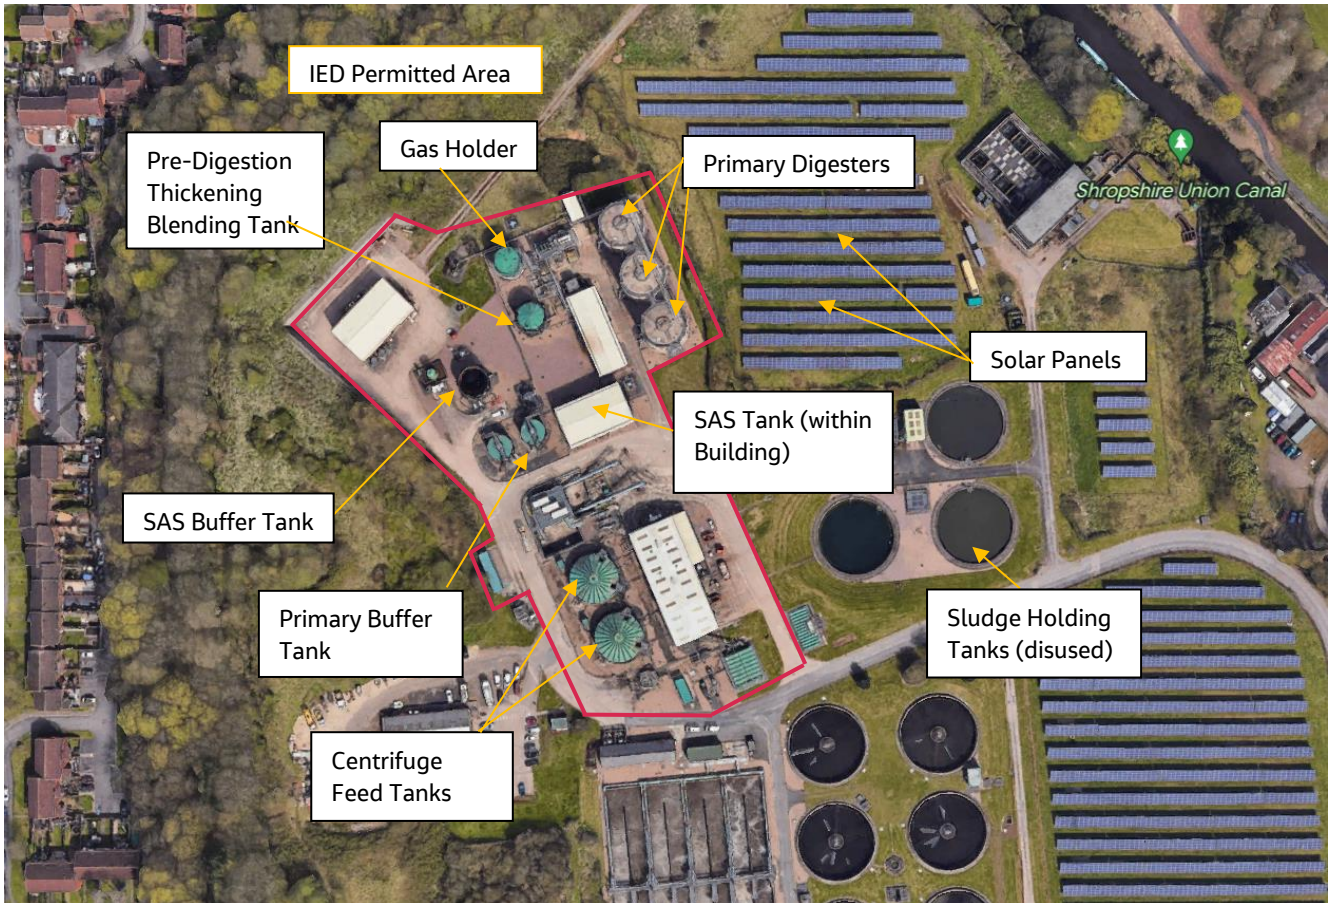 IED Permitted Area
Gas Holder
Pre-Digestion
Thickening
Blending Tank
Primary Digesters
Shropshire Union Canal
Solar Panels
SAS Tank (within
Building)
SAS Buffer Tank
Primary Buffer
Tank
Sludge Holding
Tanks (disused)
Centrifuge
Feed Tanks